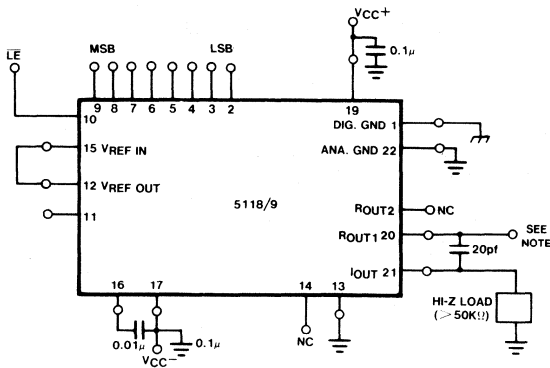 VCC+
LE
MSB LSB
0.1μ
9 8 7 6 5 4 3 2 19
10
DIG. GND 1
15 VREF IN
ANA. GND 22
12 VREF OUT
5118/9
11
ROUT2 NC
ROUT1 20
SEE
NOTE
20pf
IOUT 21
16 17 14 13
HI-Z LOAD
(>50KΩ)
0.01μ 0.1μ
NC
VCC−